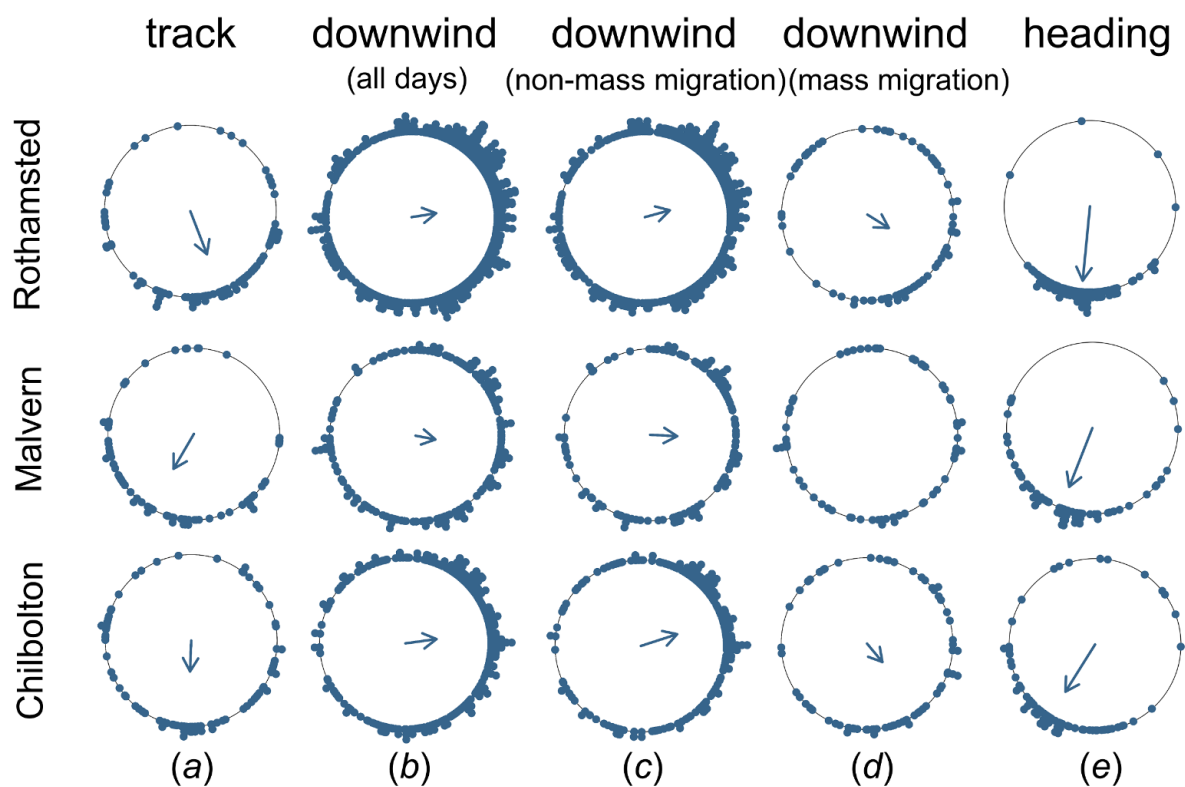 track downwind downwind downwind heading
(all days) (non-mass migration) (mass migration)
Rothamsted
Malvern
Chilbolton
(a) (b) (c) (d) (e)